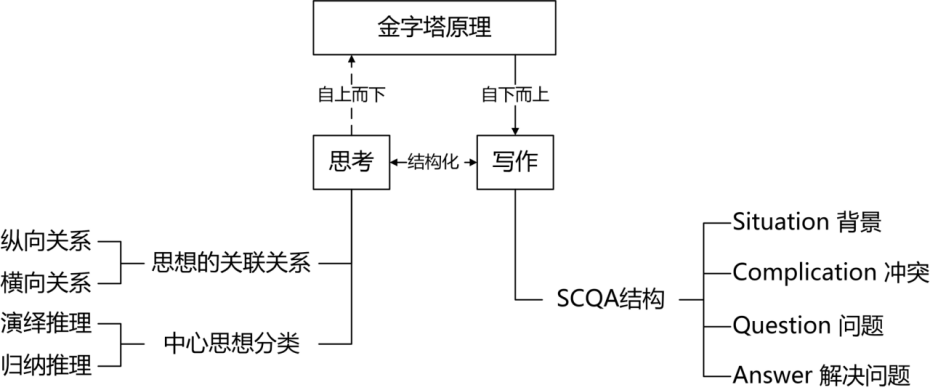 金字塔原理
自上而下
自下而上
思考
结构化
写作
纵向关系
横向关系
思想的关联关系
演绎推理
归纳推理
中心思想分类
SCQA结构
Situation 背景
Complication 冲突
Question 问题
Answer 解决问题